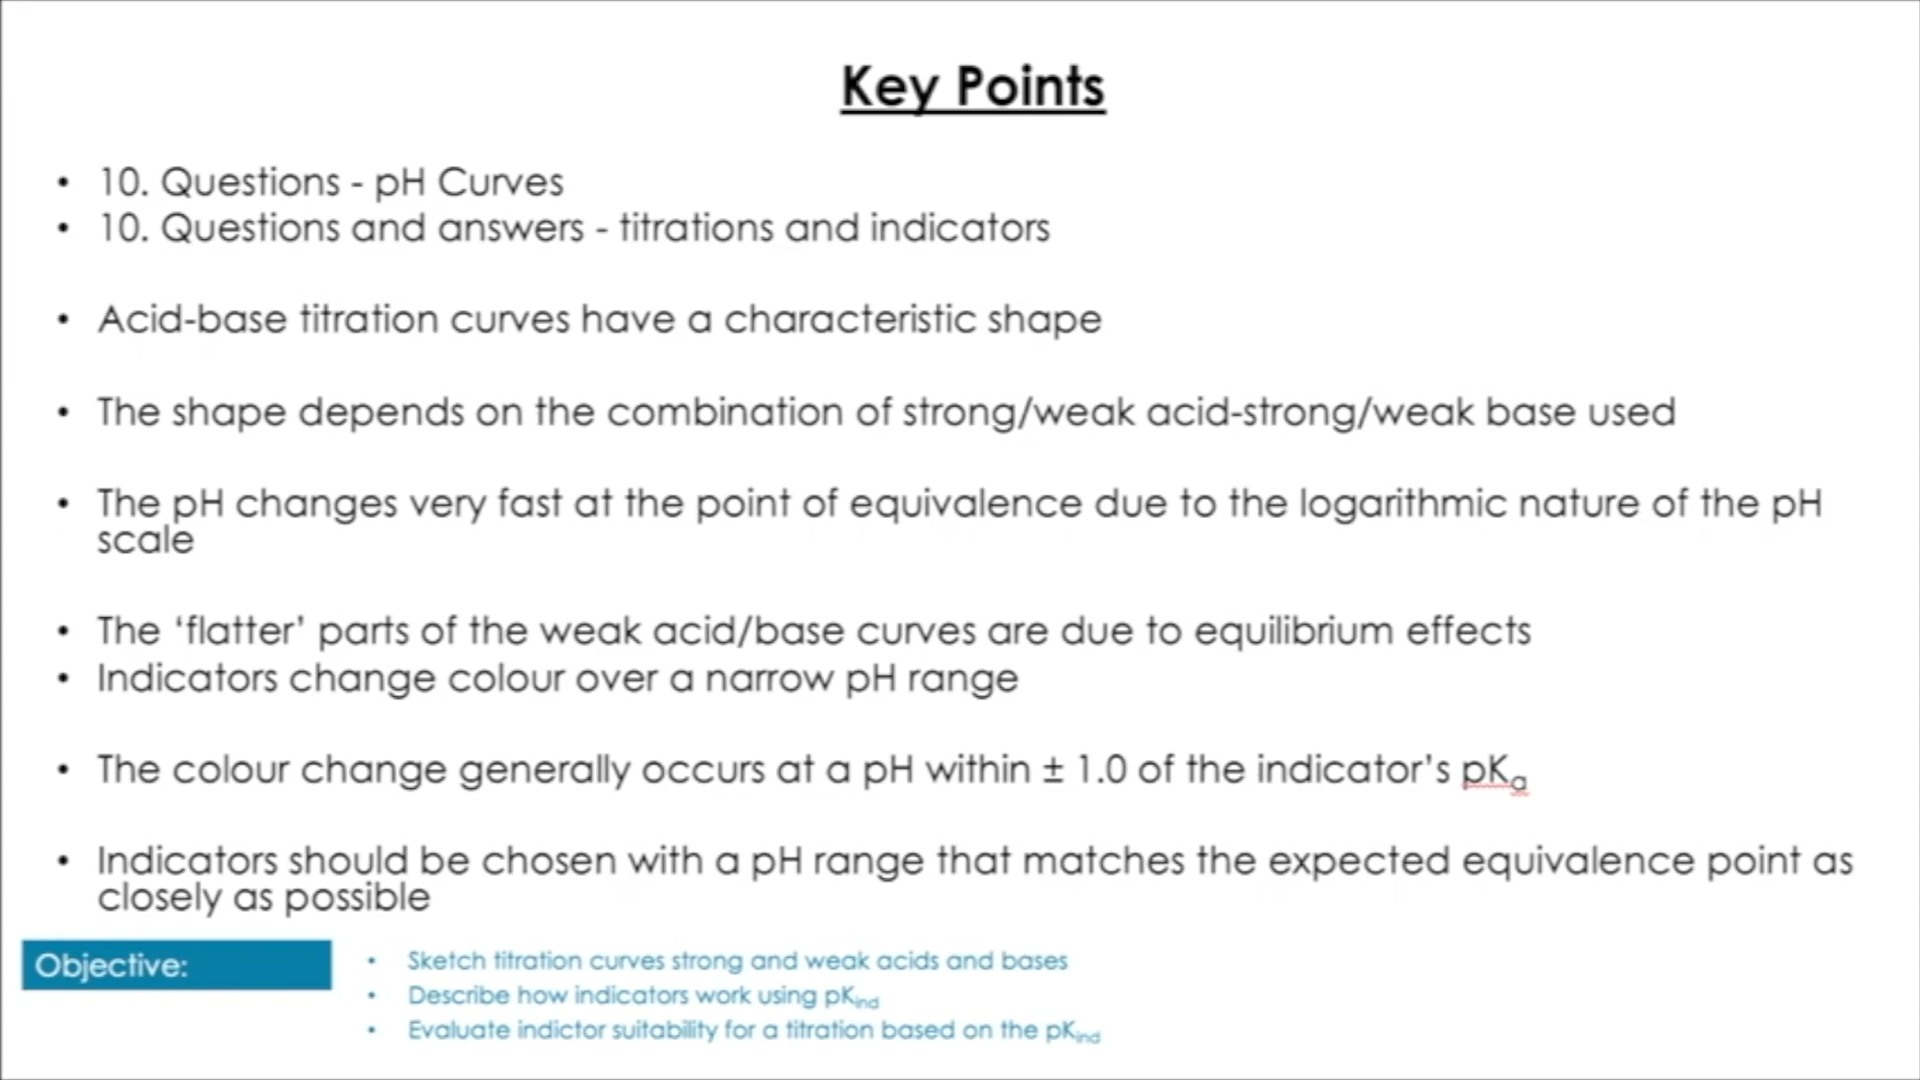 Key Points
• 10. Questions - pH Curves
• 10. Questions and answers - titrations and indicators
• Acid-base titration curves have a characteristic shape
• The shape depends on the combination of strong/weak acid-strong/weak base used
• The pH changes very fast at the point of equivalence due to the logarithmic nature of the pH
scale
• The ‘flatter’ parts of the weak acid/base curves are due to equilibrium effects
• Indicators change colour over a narrow pH range
• The colour change generally occurs at a pH within ± 1.0 of the indicator’s pKa
• Indicators should be chosen with a pH range that matches the expected equivalence point as
closely as possible
Objective:
• Sketch titration curves strong and weak acids and bases
• Describe how indicators work using pKind
• Evaluate indictor suitability for a titration based on the pKind